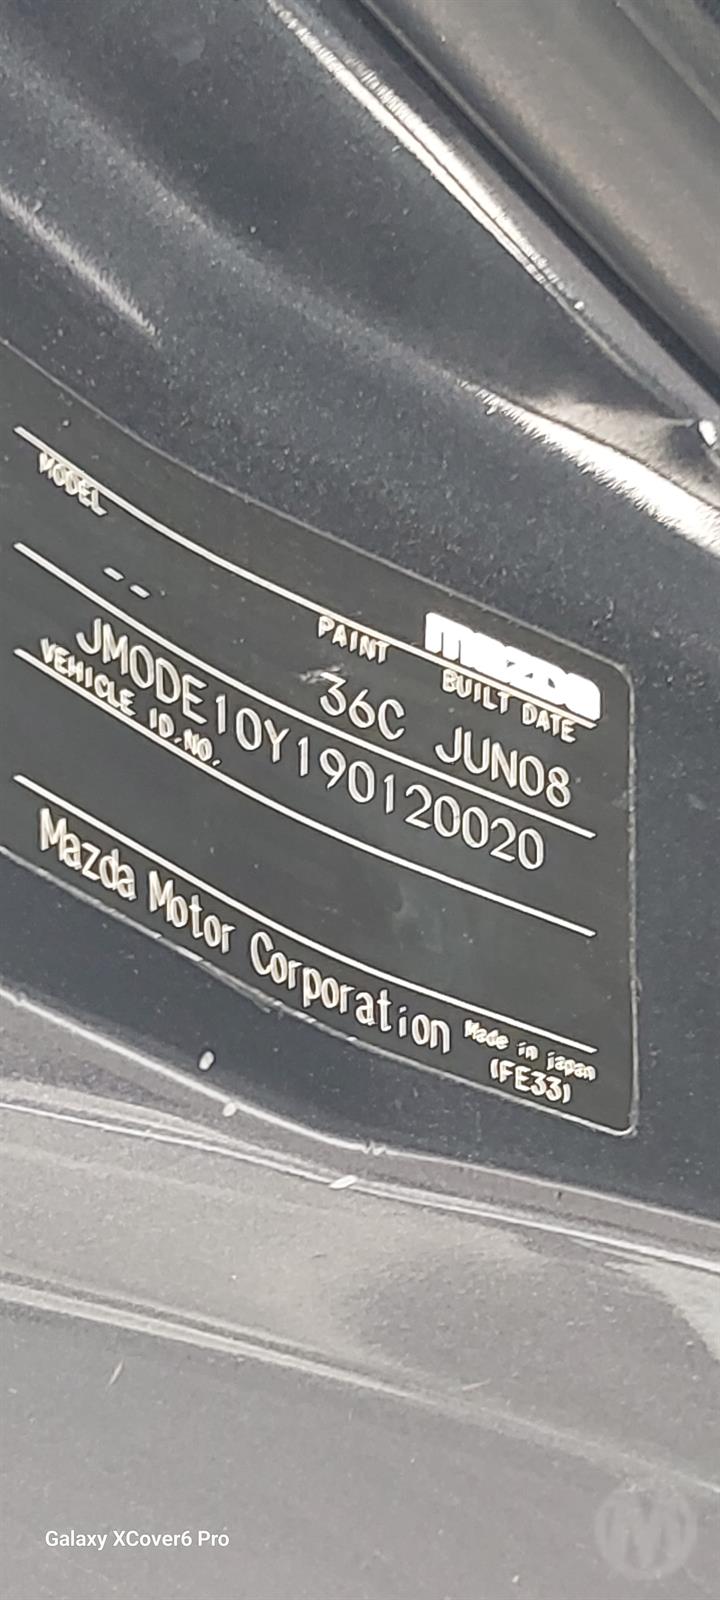 mazda
MODEL PAINT BUILT DATE
-- 36C JUN08
JM0DE10Y190120020
VEHICLE ID.NO.
Mazda Motor Corporation Made in japan
(FE33)
Galaxy XCover6 Pro
M